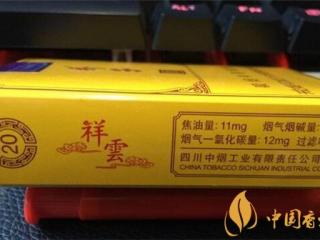 20
祥雲
焦油量：11mg 烟气烟碱量：
烟气一氧化碳量：12mg 过滤
四川中烟工业有限责任公司
CHINA TOBACCO SICHUAN INDUSTRIAL CO
中国香